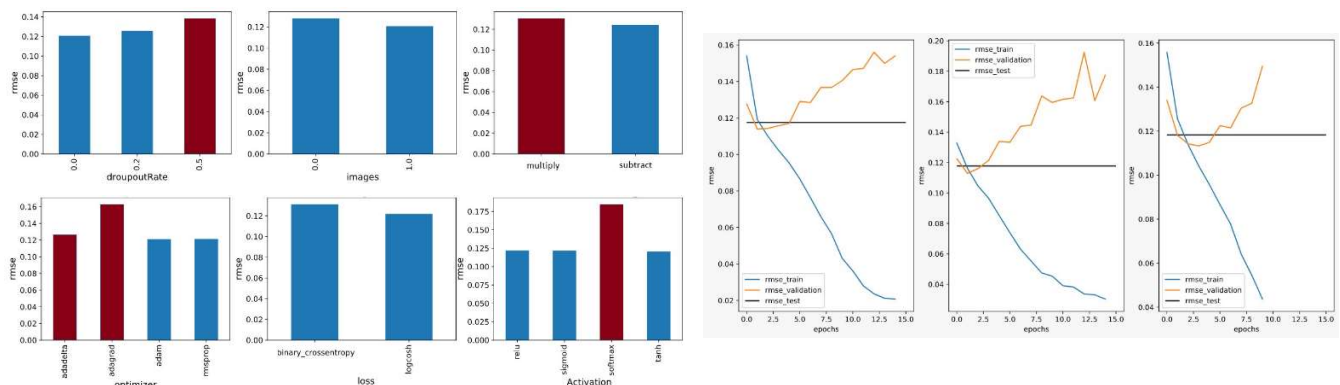 0.14
0.12
0.10
0.08
0.06
0.04
0.02
0.00
rmse
0.0
0.2
0.5
droupoutRate
0.12
0.10
0.08
0.06
0.04
0.02
0.00
rmse
0.0
1.0
images
0.12
0.10
0.08
0.06
0.04
0.02
0.00
rmse
multiply
subtract
0.16
0.14
0.12
0.10
0.08
0.06
0.04
0.02
0.00
rmse
adadelta
adagrad
adam
rmsprop
optimizer
0.12
0.10
0.08
0.06
0.04
0.02
0.00
rmse
binary_crossentropy
logcosh
loss
0.175
0.150
0.125
0.100
0.075
0.050
0.025
0.000
rmse
relu
sigmoid
softmax
tanh
Activation
0.16
0.14
0.12
0.10
0.08
0.06
0.04
0.02
rmse
rmse_train
rmse_validation
rmse_test
0.0 2.5 5.0 7.5 10.0 12.5 15.0
epochs
0.20
0.18
0.16
0.14
0.12
0.10
0.08
0.06
0.04
rmse
rmse_train
rmse_validation
rmse_test
0.0 2.5 5.0 7.5 10.0 12.5 15.0
epochs
0.16
0.14
0.12
0.10
0.08
0.06
0.04
rmse
rmse_train
rmse_validation
rmse_test
0.0 2.5 5.0 7.5 10.0 12.5 15.0
epochs